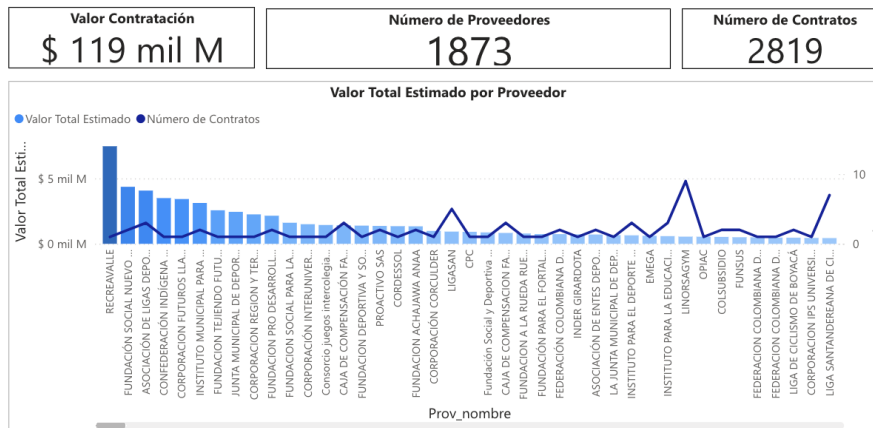 Valor Contratación
$ 119 mil M
Número de Proveedores
1873
Número de Contratos
2819
Valor Total Estimado por Proveedor
Valor Total Estimado
Número de Contratos
Valor Total Esti...
$ 5 mil M
$ 0 mil M
10
0
RECREAVALLE
FUNDACIÓN SOCIAL NUEVO ...
ASOCIACIÓN DE LIGAS DEPO...
CONFEDERACIÓN INDÍGENA ...
CORPORACION FUTUROS LLA...
INSTITUTO MUNICIPAL PARA ...
FUNDACION TEJIENDO FUTU...
JUNTA MUNICIPAL DE DEPOR...
CORPORACION REGION Y TER...
FUNDACION PRO DESARROLL...
FUNDACION SOCIAL PARA LA...
CORPORACIÓN INTERUNIVER...
Consorcio juegos intercolegia...
CAJA DE COMPENSACIÓN FA...
FUNDACION DEPORTIVA Y SO...
PROACTIVO SAS
CORDESSOL
FUNDACION ACHAJAWA ANAA
CORPORACIÓN CORCULDER
LIGASAN
CPC
Fundación Social y Deportiva ...
CAJA DE COMPENSACION FA...
FUNDACION A LA RUEDA RUE...
FUNDACIÓN PARA EL FORTAL...
FEDERACIÓN COLOMBIANA D...
INDER GIRARDOTA
ASOCIACIÓN DE ENTES DEPO...
LA JUNTA MUNICIPAL DE DEP...
INSTITUTO PARA EL DEPORTE ...
EMEGA
INSTITUTO PARA LA EDUCACI...
LINORSAGYM
OPIAC
COLSUBSIDIO
FUNSUS
FEDERACION COLOMBIANA D...
FEDERACION COLOMBIANA D...
LIGA DE CICLISMO DE BOYACÁ
CORPORACION IPS UNIVERSI...
LIGA SANTANDEREANA DE CI...
Prov_nombre